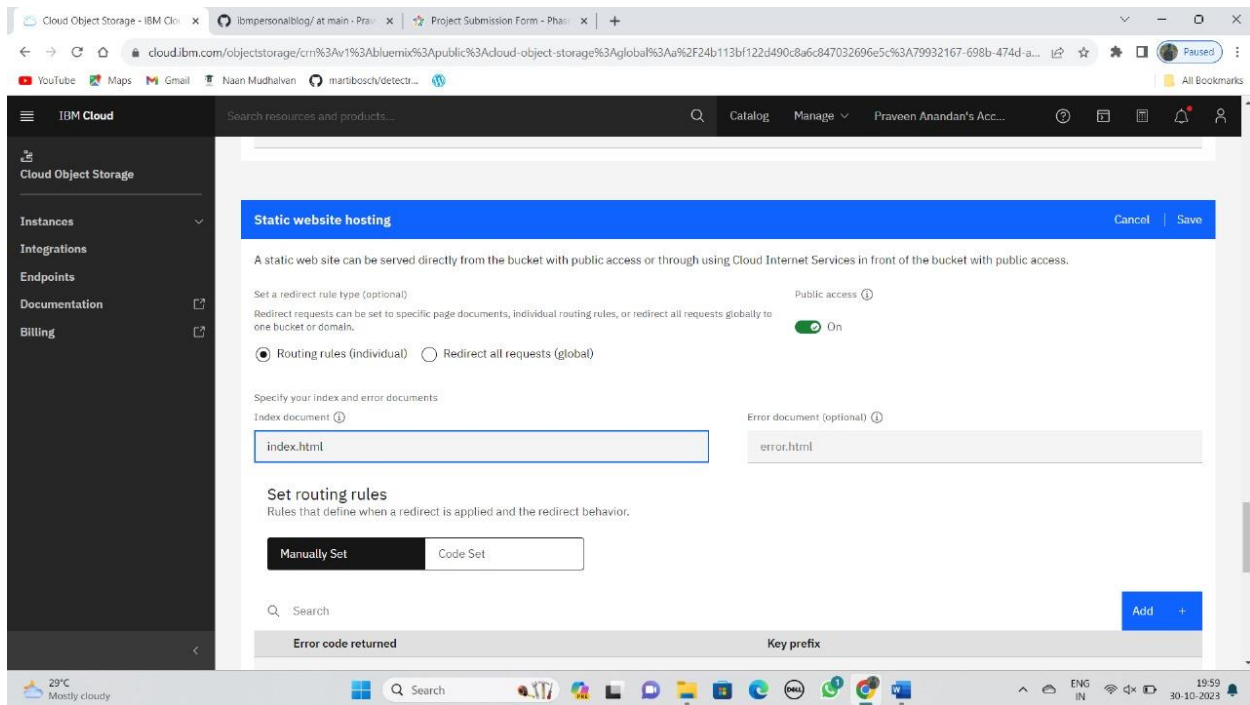 Cloud Object Storage - IBM Clo
ibmpersonalblog/ at main · Prav
Project Submission Form - Phas
cloud.ibm.com/objectstorage/crn%3Av1%3Abluemix%3Apublic%3Acloud-object-storage%3Aglobal%3Aa%2F24b113bf122d490c8a6c847032696e5c%3A79932167-698b-474d-a...
Paused
YouTube Maps Gmail Naan Mudhalvan martibosch/detectr... All Bookmarks
IBM Cloud Search resources and products... Catalog Manage Praveen Anandan's Acc...
Cloud Object Storage
Instances
Integrations
Endpoints
Documentation
Billing
Static website hosting Cancel | Save
A static web site can be served directly from the bucket with public access or through using Cloud Internet Services in front of the bucket with public access.
Set a redirect rule type (optional) Public access
Redirect requests can be set to specific page documents, individual routing rules, or redirect all requests globally to
one bucket or domain.
On
Routing rules (individual) Redirect all requests (global)
Specify your index and error documents
Index document Error document (optional)
index.html error.html
Set routing rules
Rules that define when a redirect is applied and the redirect behavior.
Manually Set Code Set
Search Add +
Error code returned Key prefix
29°C
Mostly cloudy
Search
DELL
ENG
IN
19:59
30-10-2023